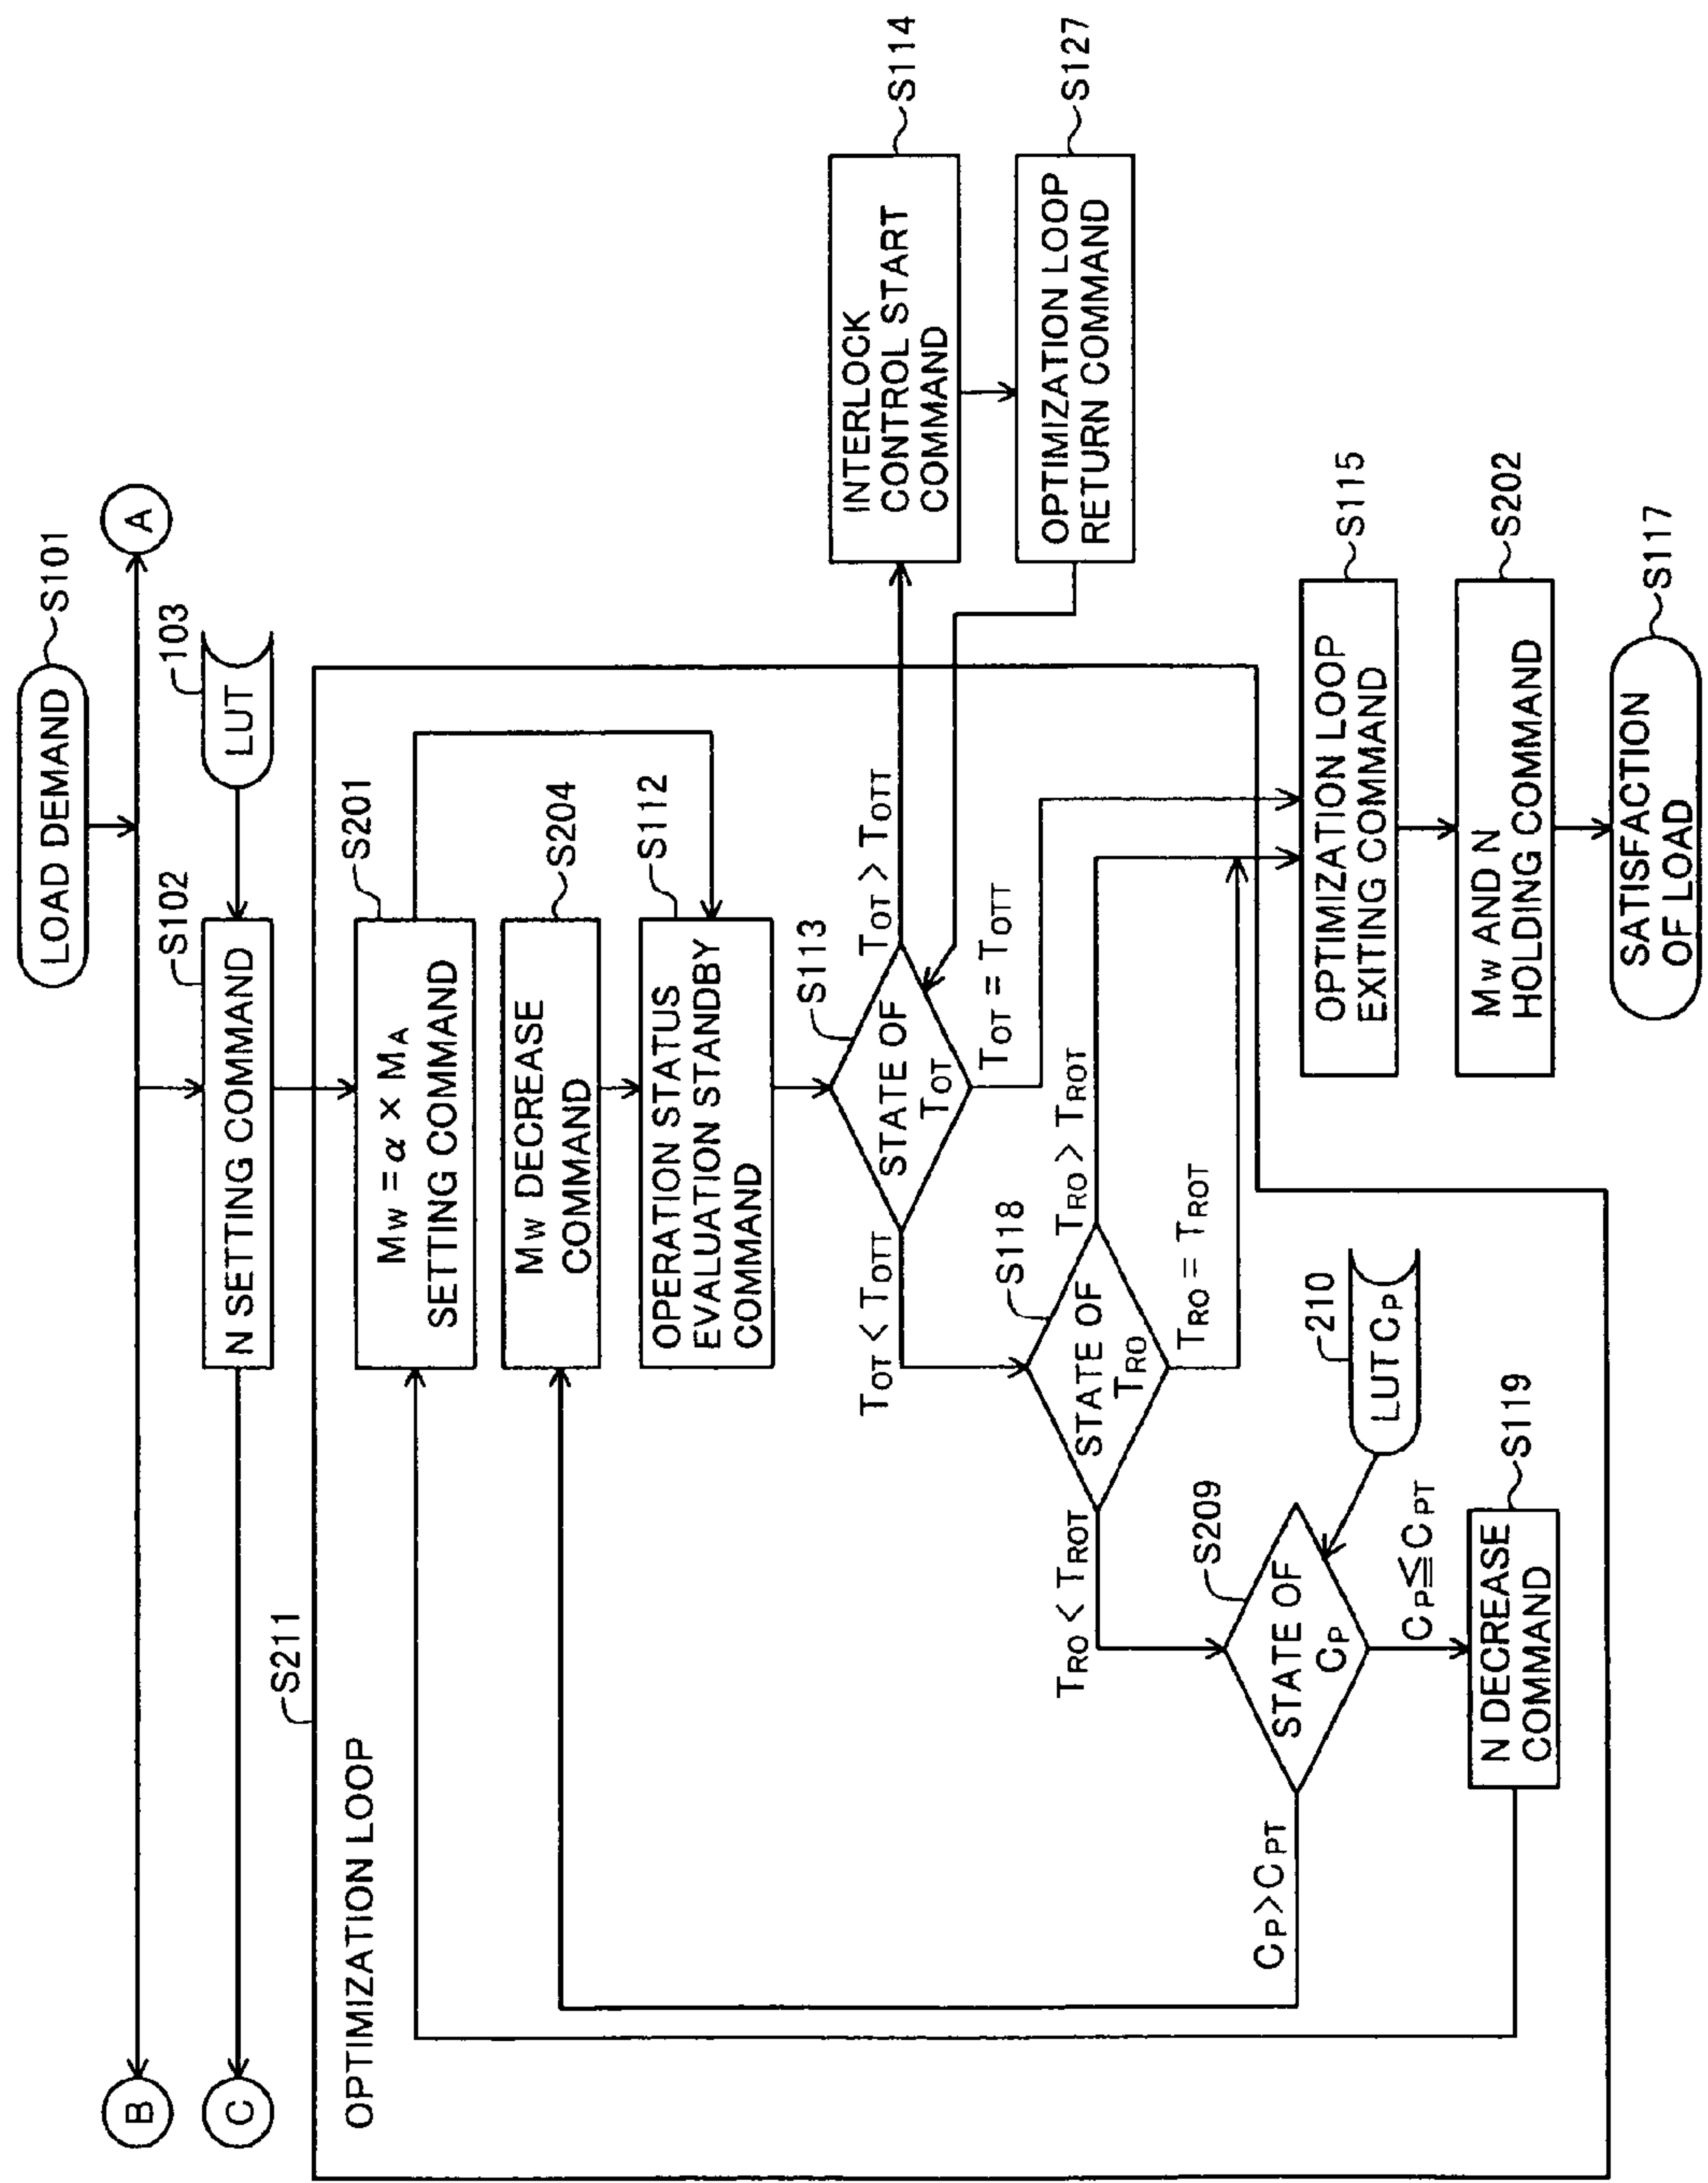 LOAD DEMAND
S101
A
B
103
LUT
S102
N SETTING COMMAND
C
S211
OPTIMIZATION LOOP
S201
Mw = α × MA
SETTING COMMAND
S204
Mw DECREASE
COMMAND
S112
OPERATION STATUS
EVALUATION STANDBY
COMMAND
S113
STATE OF
TOT
TOT > TOTT
TOT = TOTT
TOT < TOTT
S114
INTERLOCK
CONTROL START
COMMAND
S127
OPTIMIZATION LOOP
RETURN COMMAND
S118
STATE OF
TRO
TRO > TROT
TRO = TROT
TRO < TROT
S209
STATE OF
CP
210
LUT CP
CP > CPT
CP ≦ CPT
S119
N DECREASE
COMMAND
S115
OPTIMIZATION LOOP
EXITING COMMAND
S202
Mw AND N
HOLDING COMMAND
S117
SATISFACTION
OF LOAD